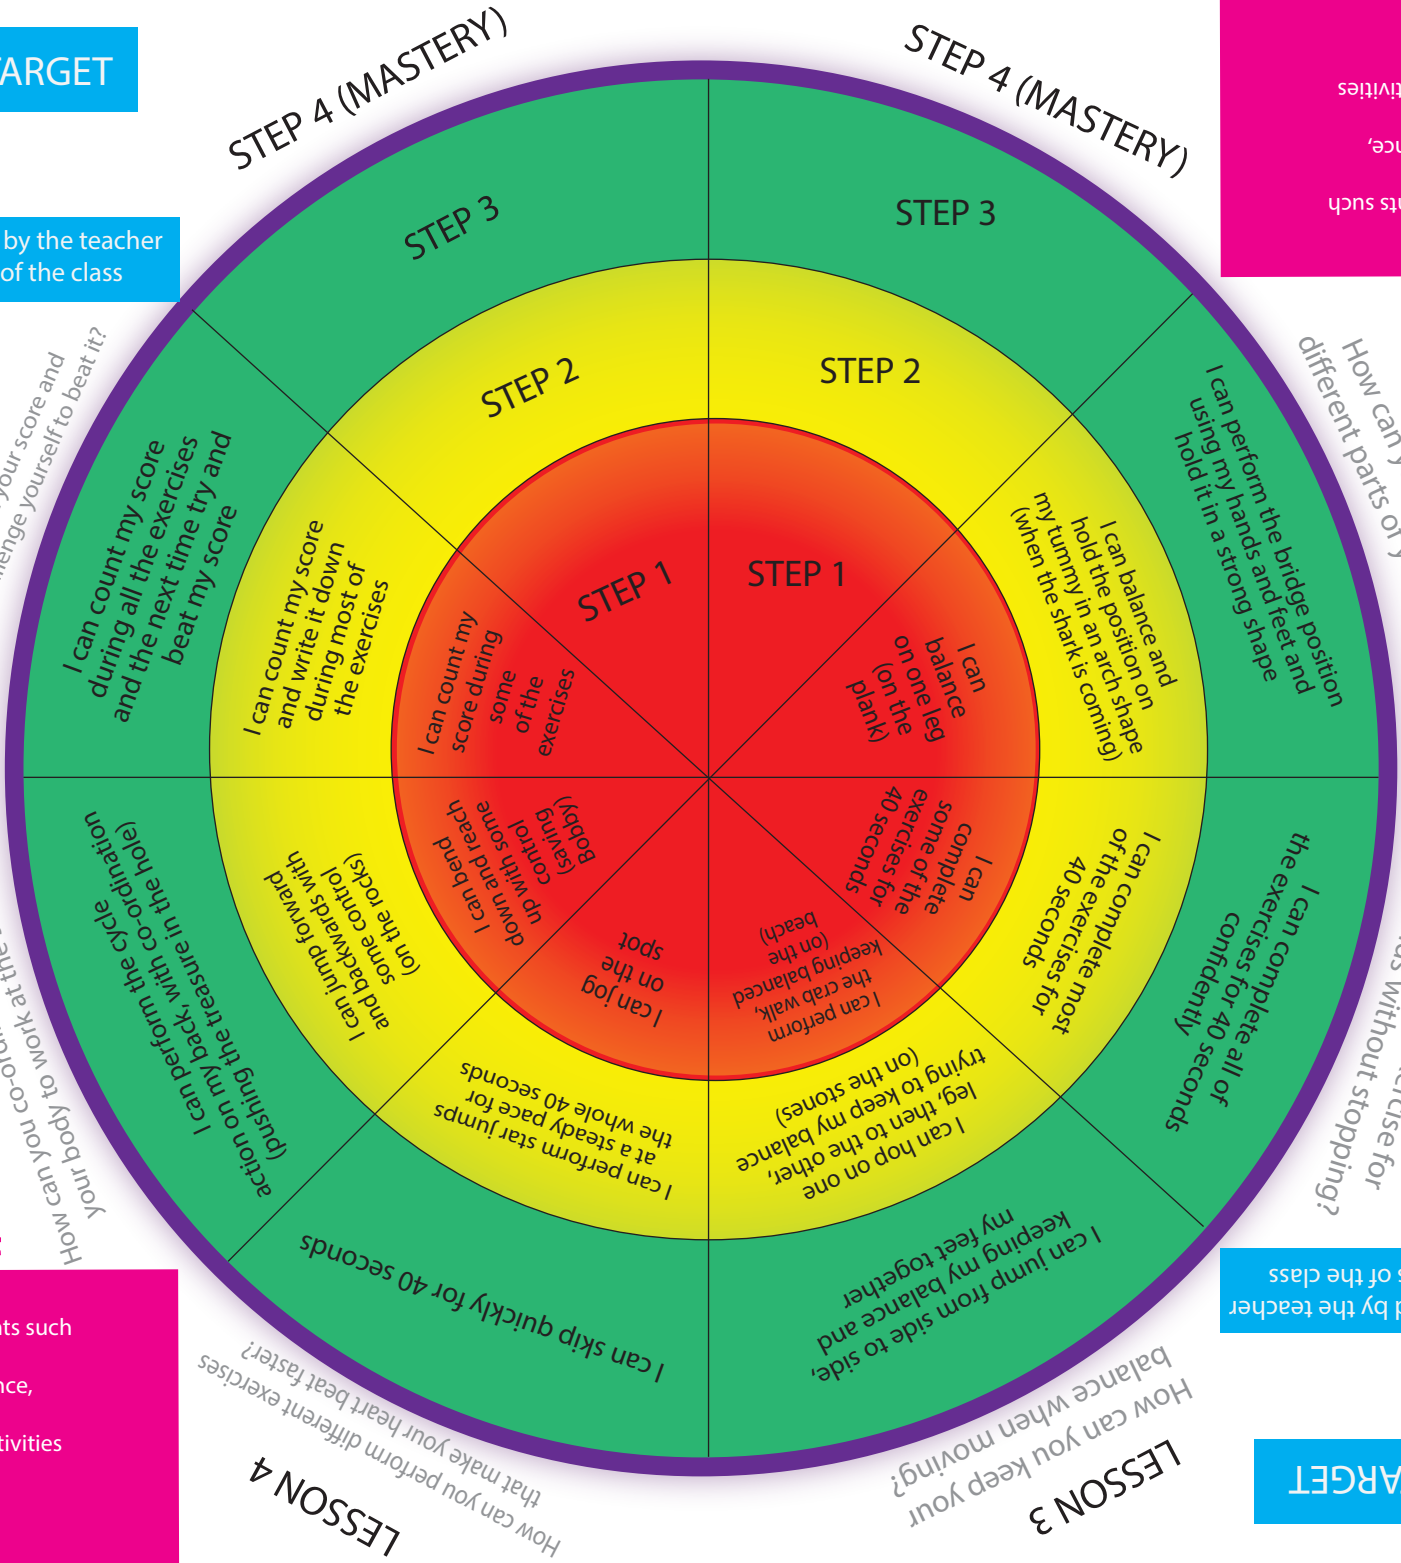 TARGET
by the teacher
of the class
STEP 4 (MASTERY)
STEP 3
STEP 2
STEP 1
STEP 4 (MASTERY)
STEP 3
STEP 2
STEP 1
such
How can
different parts of
I can perform the bridge position
using my hands and feet and
hold it in a strong shape
I can balance and
hold the position on
my tummy in an arch shape
(when the shark is coming)
I can
balance
on one leg
(on the
plank)
I can
complete
some of the
exercises for
40 seconds
I can complete most
of the exercises for
40 seconds
I can complete all of
the exercises for 40 seconds
confidently
for
without stopping?
of the class
by the teacher
TARGET
I can perform
the crab walk,
keeping balanced
(on the
beach)
I can hop on one
leg, then to the other,
trying to keep my balance
(on the stones)
I can jump from side to side,
keeping my balance and
my feet together
How can you keep your
balance when moving?
LESSON 3
I can jog
on the
spot
I can perform star jumps
at a steady pace for
the whole 40 seconds
I can skip quickly for 40 seconds
How can you perform different exercises
that make your heart beat faster?
LESSON 4
I can bend
down and reach
up with some
control
(saving
Bobby)
I can jump forward
and backwards with
some control
(on the rocks)
I can perform the cycle
action on my back, with co-ordination
(pushing the treasure in the hole)
How can you
your body to work at the
such
I can count my
score during
some
of the
exercises
I can count my score
and write it down
during most of
the exercises
I can count my score
during all the exercises
and the next time try and
beat my score
your score and
yourself to beat it?